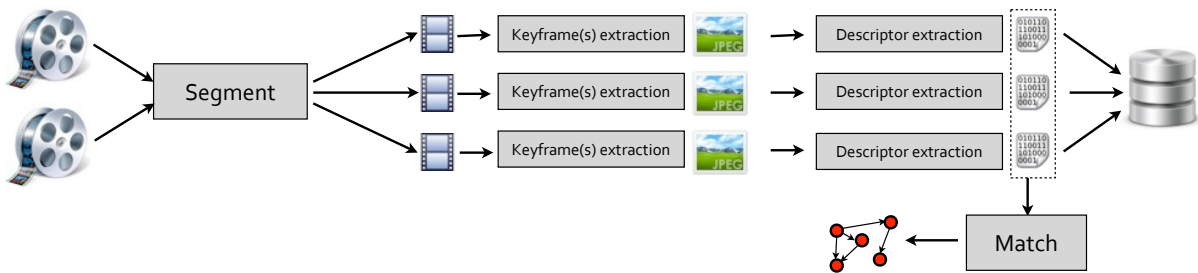 Segment
Keyframe(s) extraction
JPEG
Descriptor extraction
010110
110011
101000
0001
Keyframe(s) extraction
JPEG
Descriptor extraction
010110
110011
101000
0001
Keyframe(s) extraction
JPEG
Descriptor extraction
010110
110011
101000
0001
Match